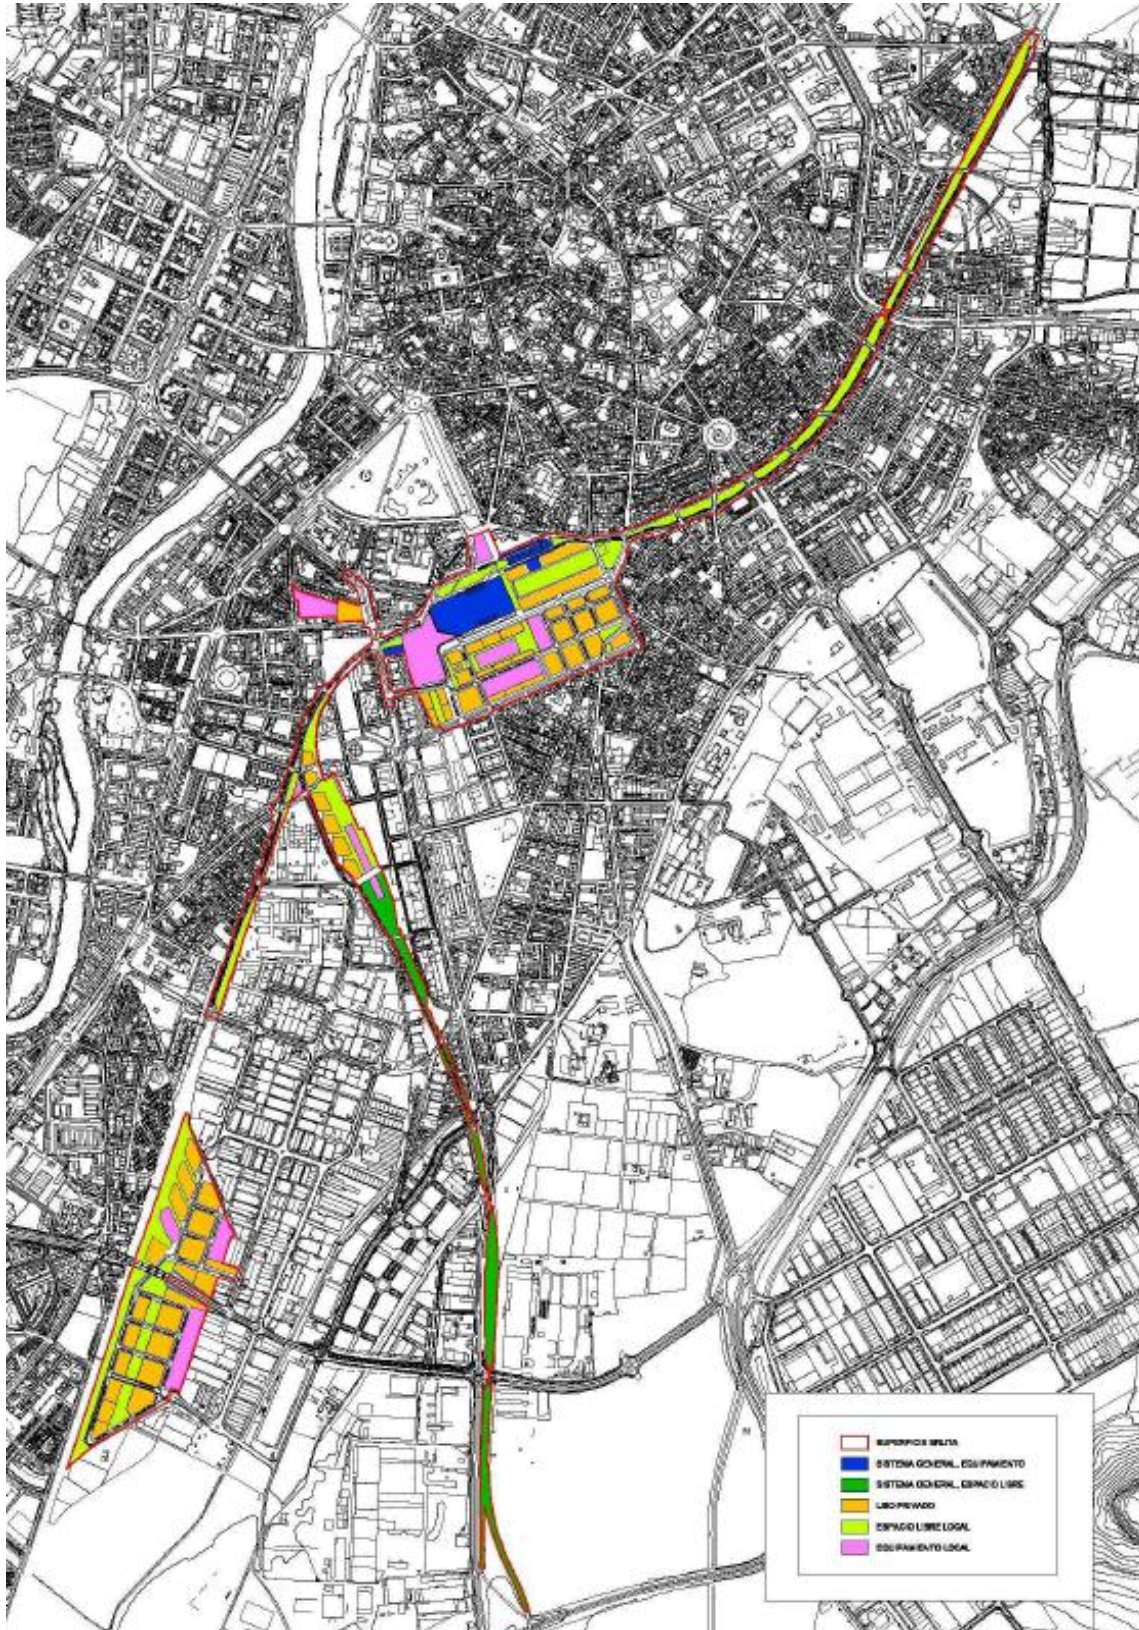 SUPERFICIE BRUTA
SISTEMA GENERAL, EQUIPAMIENTO
SISTEMA GENERAL, ESPACIO LIBRE
USO PRIVADO
ESPACIO LIBRE LOCAL
EQUIPAMIENTO LOCAL